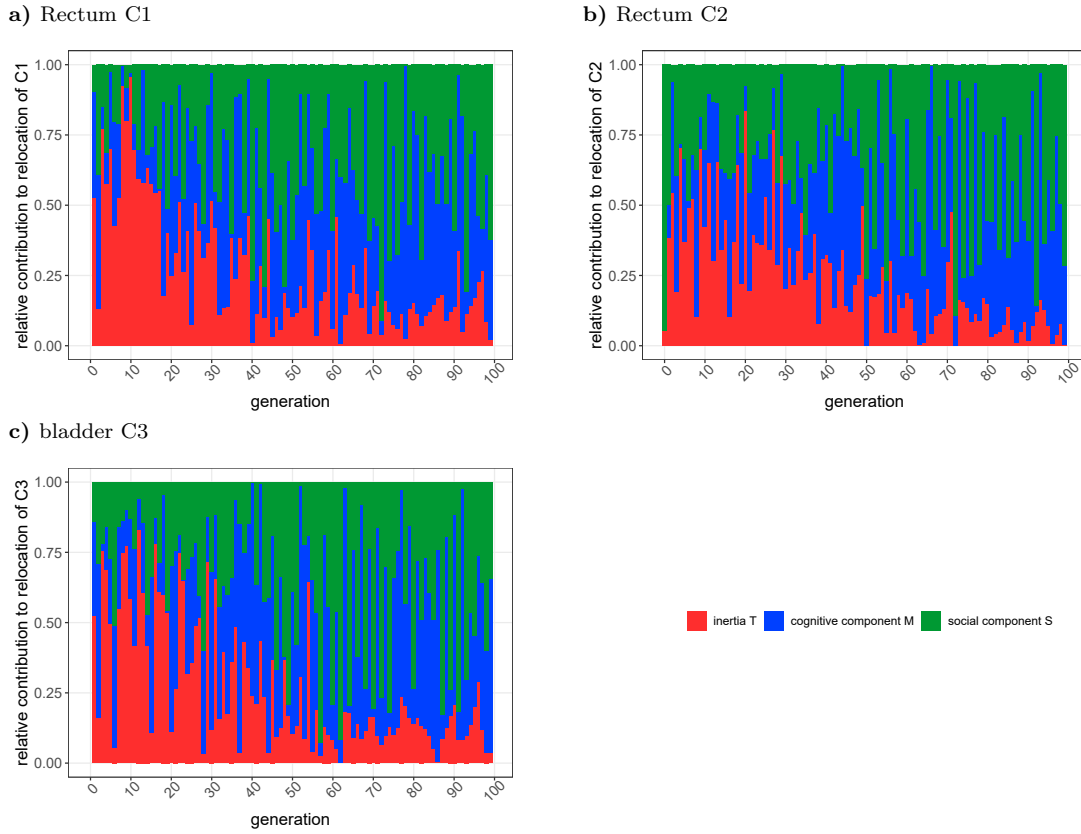 a) Rectum C1
relative contribution to relocation of C1
1.00
0.75
0.50
0.25
0.00
0 10 20 30 40 50 60 70 80 90 100
generation
b) Rectum C2
relative contribution to relocation of C2
1.00
0.75
0.50
0.25
0.00
0 10 20 30 40 50 60 70 80 90 100
generation
c) bladder C3
relative contribution to relocation of C3
1.00
0.75
0.50
0.25
0.00
0 10 20 30 40 50 60 70 80 90 100
generation
inertia T cognitive component M social component S